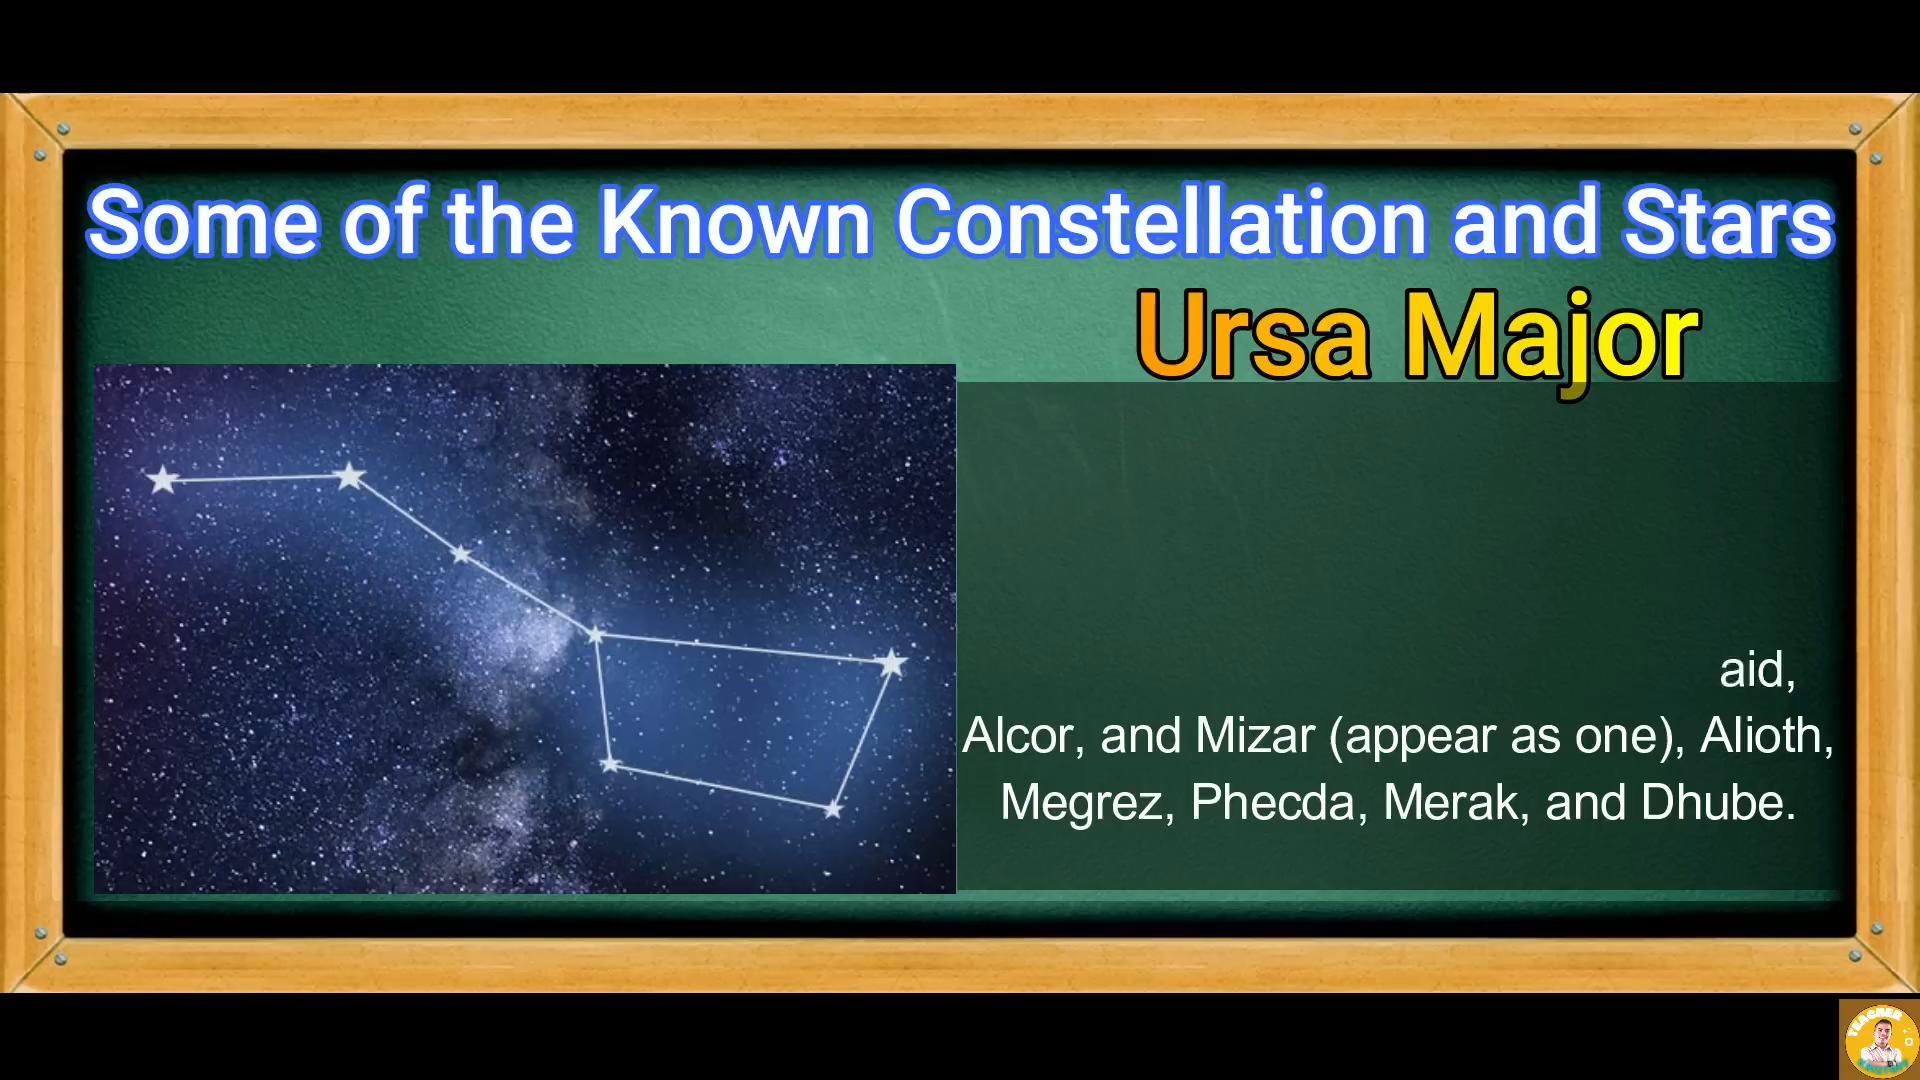 Some of the Known Constellation and Stars
Ursa Major
aid,
Alcor, and Mizar (appear as one), Alioth,
Megrez, Phecda, Merak, and Dhube.
TEACHER